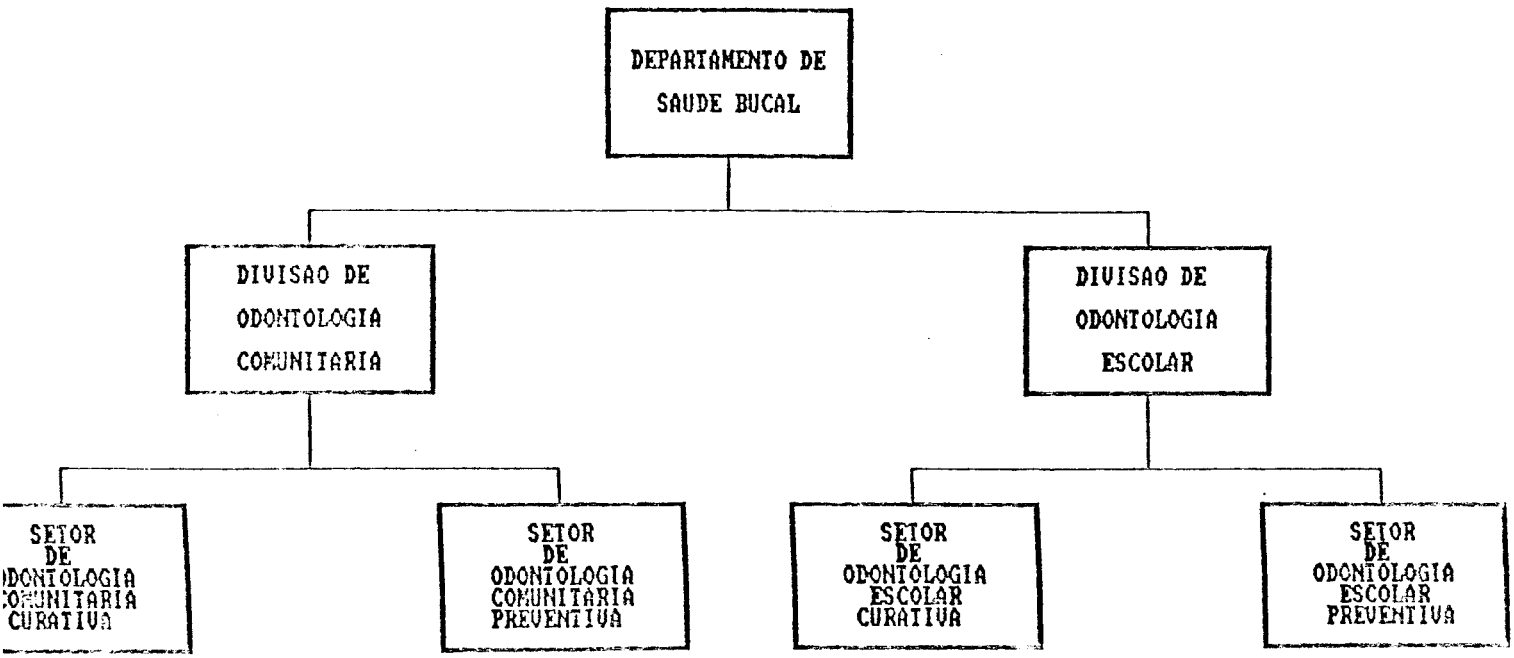 DEPARTAMENTO DE
SAUDE BUCAL
DIVISAO DE
ODONTOLOGIA
COMUNITARIA
DIVISAO DE
ODONTOLOGIA
ESCOLAR
SETOR
DE
ODONTOLOGIA
COMUNITARIA
CURATIVA
SETOR
DE
ODONTOLOGIA
COMUNITARIA
PREVENTIVA
SETOR
DE
ODONTOLOGIA
ESCOLAR
CURATIVA
SETOR
DE
ODONTOLOGIA
ESCOLAR
PREVENTIVA